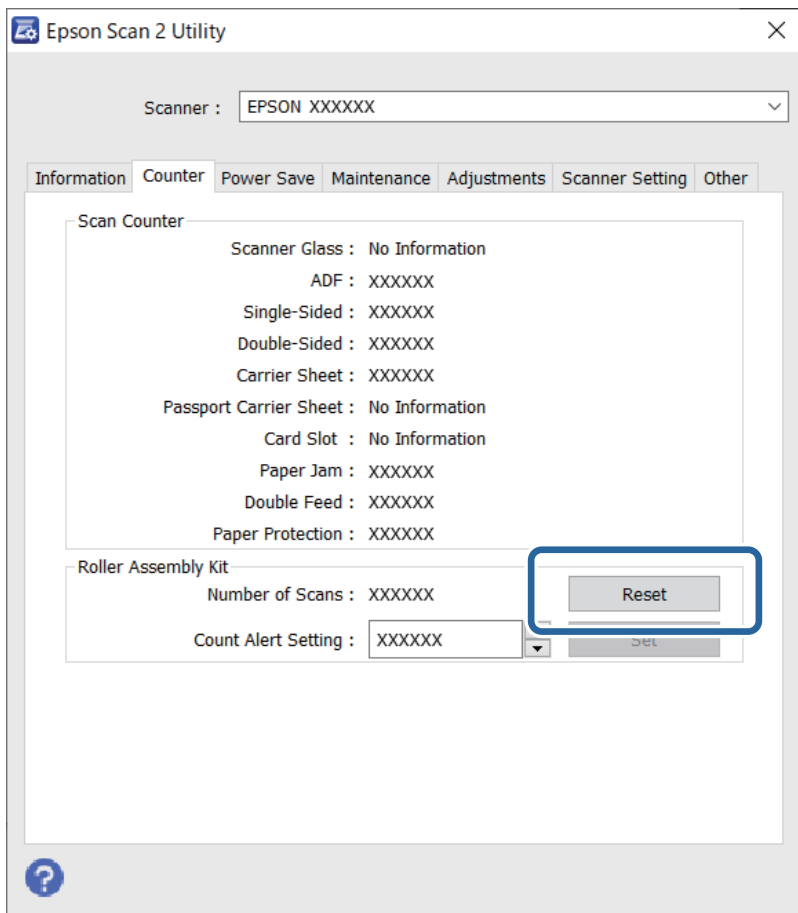 Epson Scan 2 Utility
Scanner : EPSON XXXXXX
Information Counter Power Save Maintenance Adjustments Scanner Setting Other
Scan Counter
Scanner Glass : No Information
ADF : XXXXXX
Single-Sided : XXXXXX
Double-Sided : XXXXXX
Carrier Sheet : XXXXXX
Passport Carrier Sheet : No Information
Card Slot : No Information
Paper Jam : XXXXXX
Double Feed : XXXXXX
Paper Protection : XXXXXX
Roller Assembly Kit
Number of Scans : XXXXXX Reset
Count Alert Setting : XXXXXX Set
?